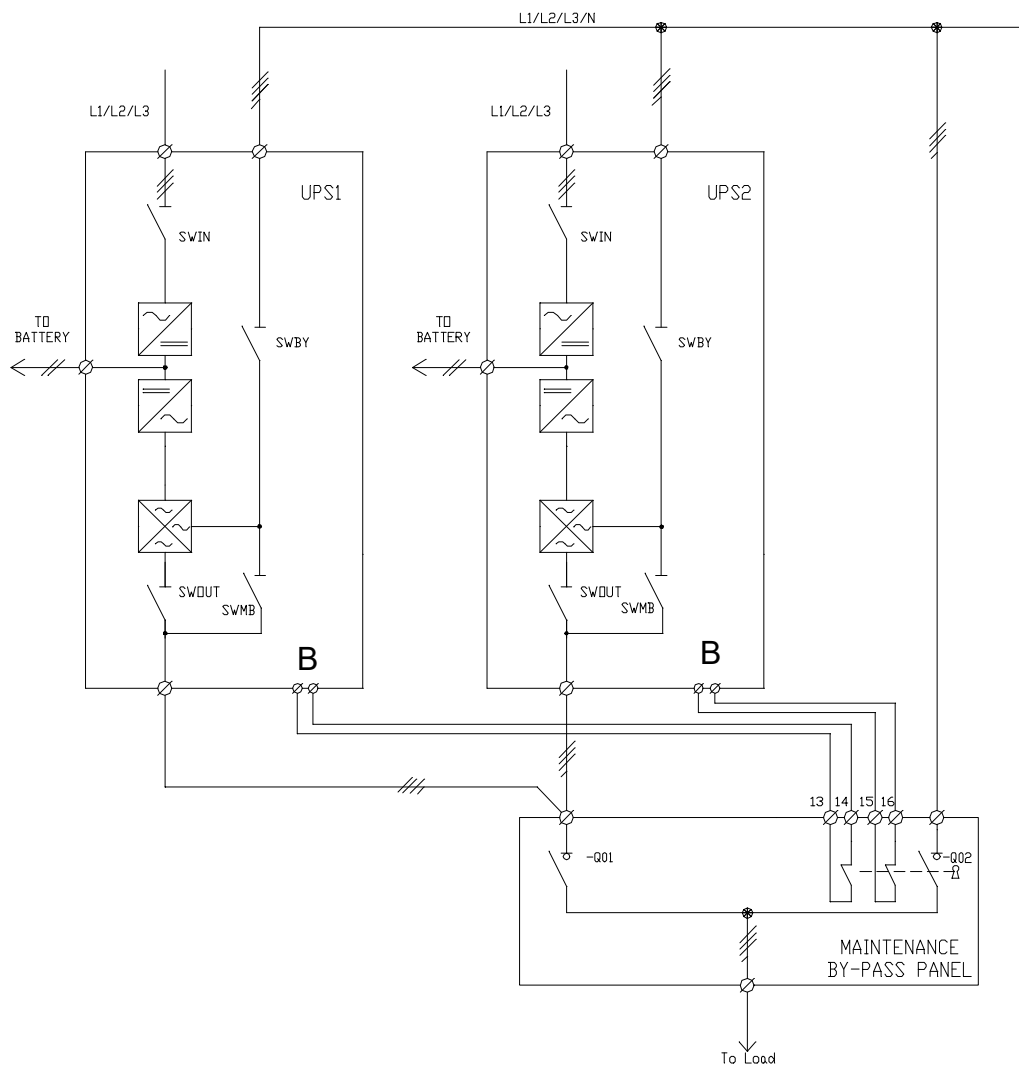 L1/L2/L3/N
L1/L2/L3
L1/L2/L3
UPS1
UPS2
SWIN
SWIN
TO
BATTERY
TO
BATTERY
SWBY
SWBY
SWOUT
SWMB
SWOUT
SWMB
B
B
13 14 15 16
-Q01
-Q02
MAINTENANCE
BY-PASS PANEL
To Load